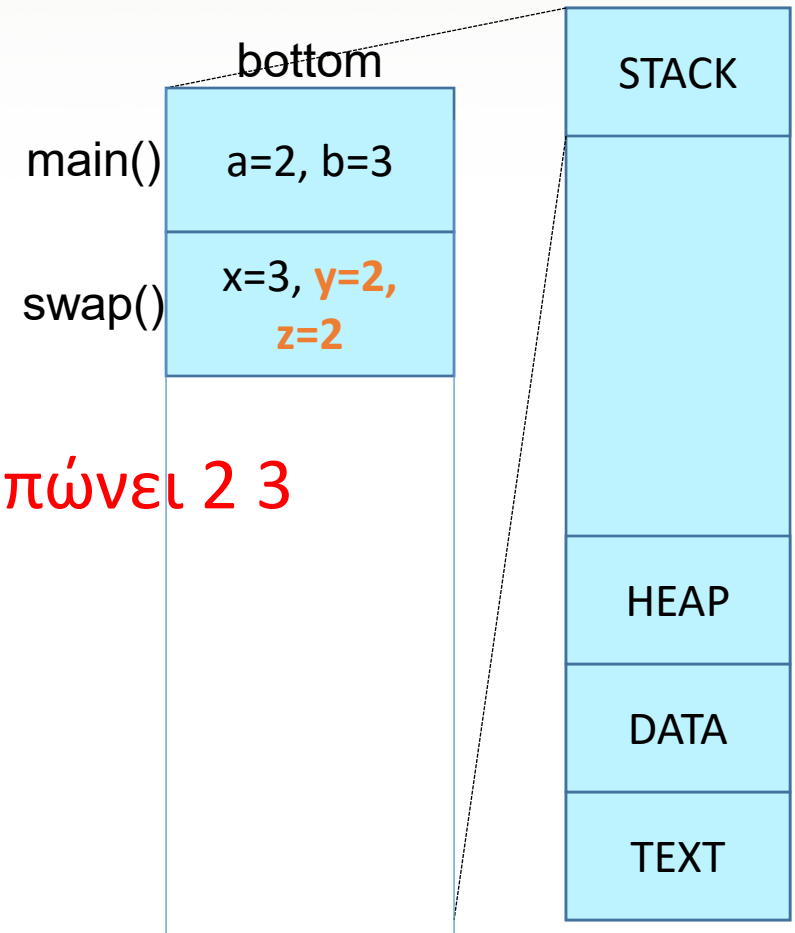 bottom
main()
a=2, b=3
swap()
x=3, y=2,
z=2
πώνει 2 3
STACK
HEAP
DATA
TEXT